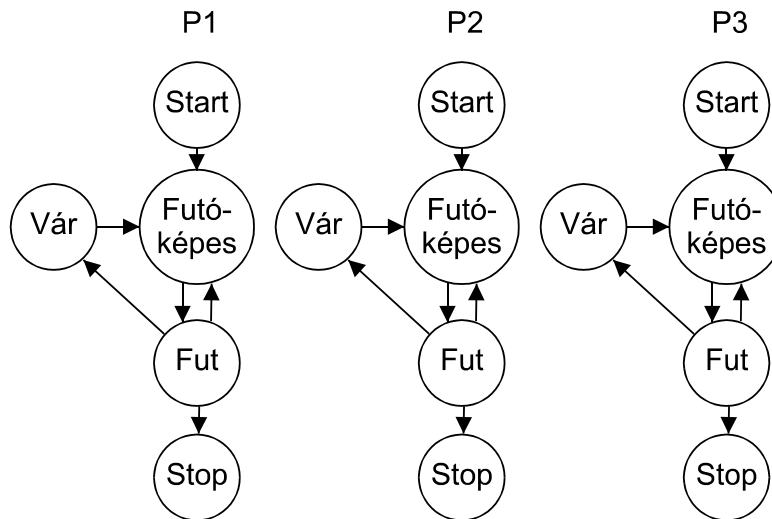 P1 P2 P3
Start Start Start
Vár Futó-
képes Vár Futó-
képes Vár Futó-
képes
Fut Fut Fut
Stop Stop Stop